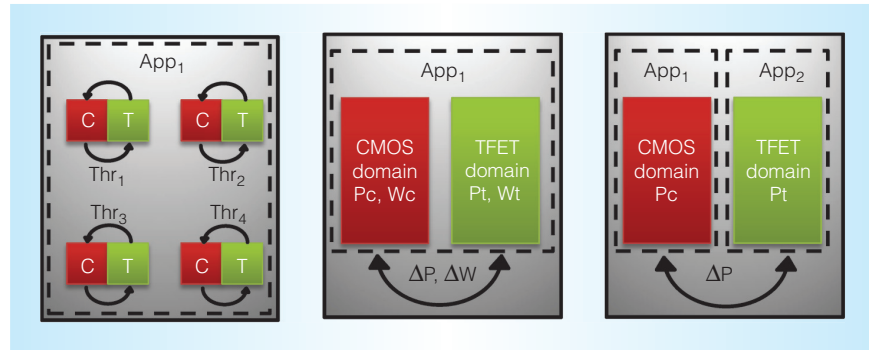 App₁
C T
C T
Thr₁
Thr₂
Thr₃
Thr₄
C T
C T
App₁
CMOS
domain
Pc, Wc
TFET
domain
Pt, Wt
ΔP, ΔW
App₁
App₂
CMOS
domain
Pc
TFET
domain
Pt
ΔP